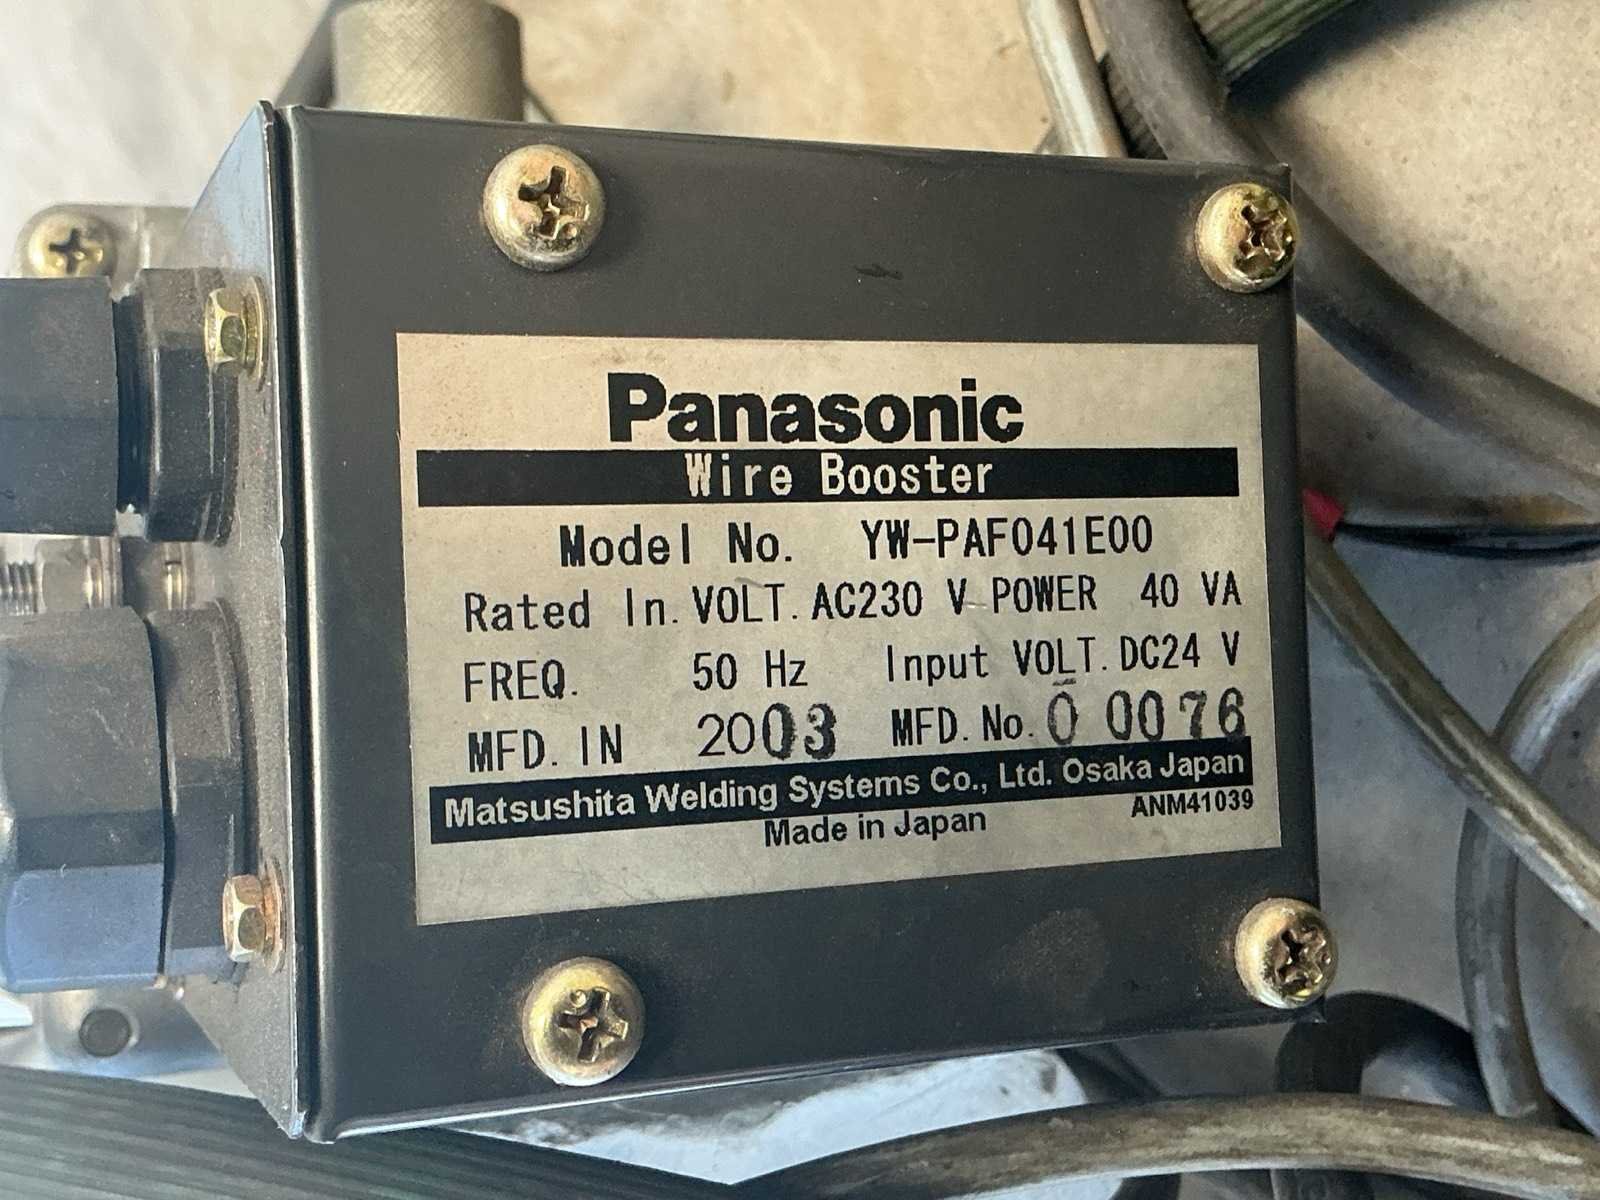 Panasonic
Wire Booster
Model No. YW-PAF041E00
Rated In. VOLT. AC230 V POWER 40 VA
FREQ. 50 Hz Input VOLT. DC24 V
MFD. IN 2003 MFD. No. 0 0076
Matsushita Welding Systems Co., Ltd. Osaka Japan
Made in Japan ANM41039